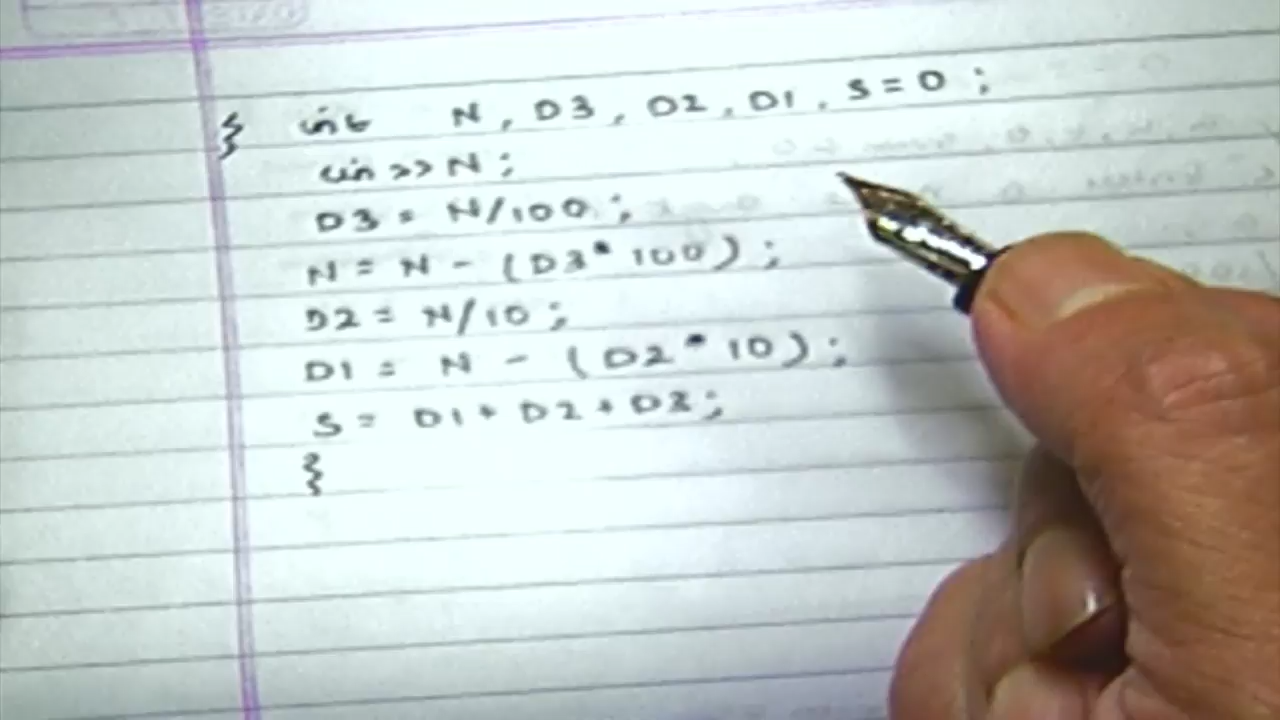 { int N, D3, D2, D1, S=0;
cin>>N;
D3 = N/100;
N = N - (D3*100);
D2 = N/10;
D1 = N - (D2*10);
S = D1+D2+D3;
}